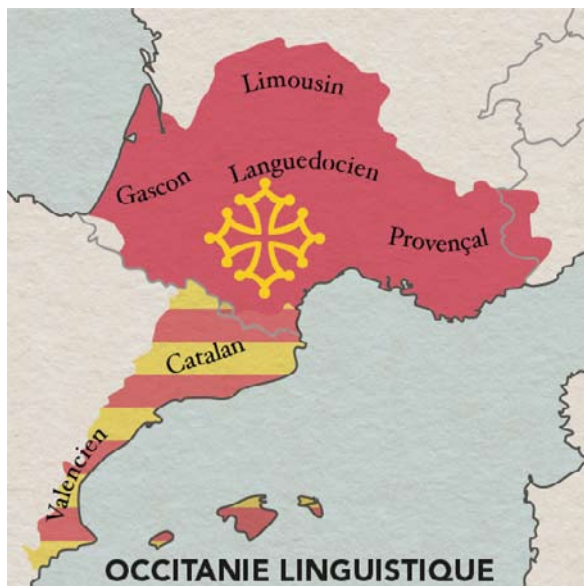 Limousin
Languedocien
Gascon
Provençal
Catalan
Valencien
OCCITANIE LINGUISTIQUE